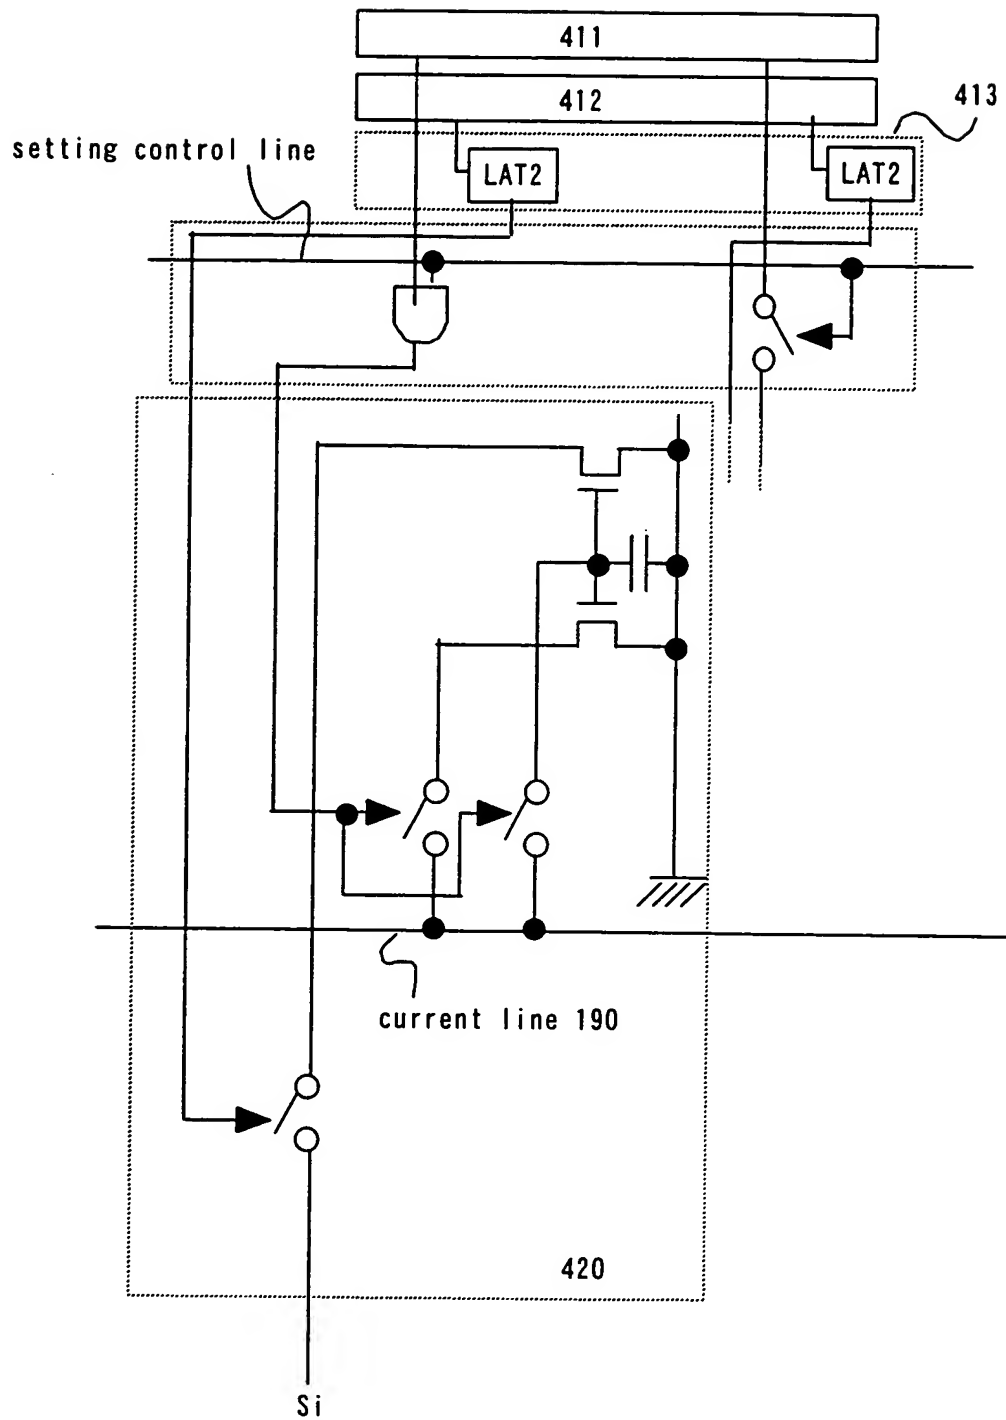 411
412
413
setting control line
LAT2
LAT2
current line 190
420
Si